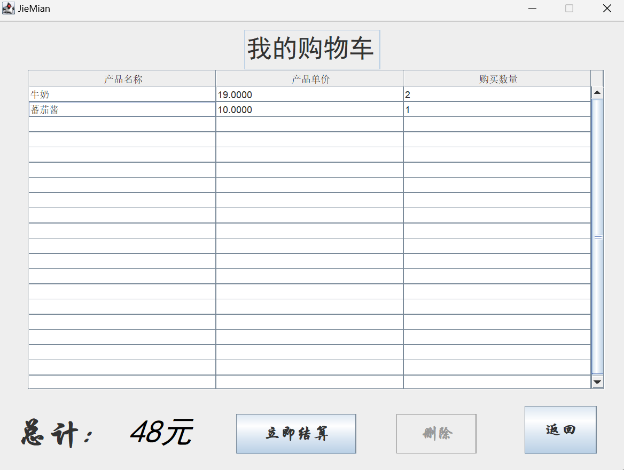 JieMian
我的购物车
产品名称 产品单价 购买数量
牛奶 19.0000 2
蕃茄酱 10.0000 1
总计： 48元 立即结算 删除 返回